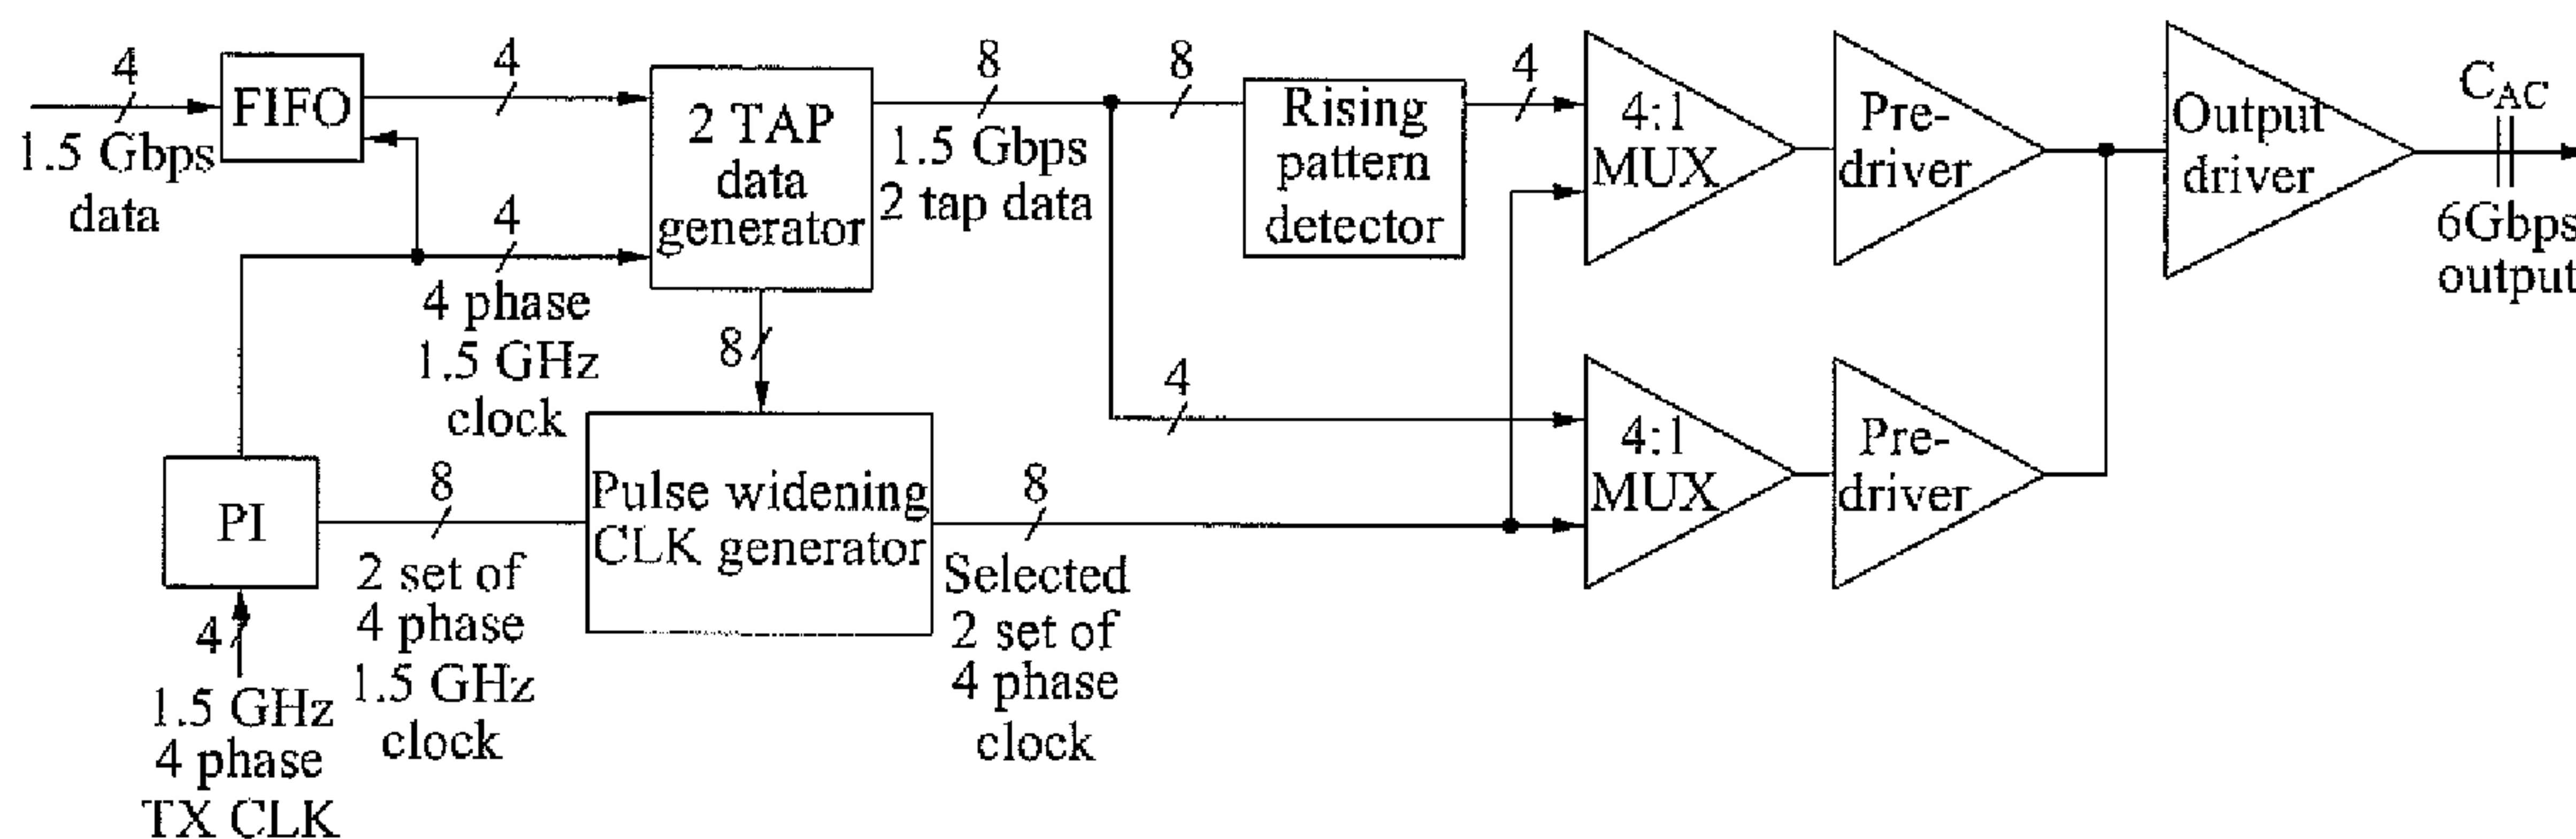 4
FIFO
1.5 Gbps
data
4
2 TAP
data
generator
4
4 phase
1.5 GHz
clock
8
1.5 Gbps
2 tap data
8
Rising
pattern
detector
4
4:1
MUX
Pre-
driver
Output
driver
C_AC
6Gbps
output
8
4
PI
8
2 set of
4 phase
1.5 GHz
clock
Pulse widening
CLK generator
8
Selected
2 set of
4 phase
clock
4:1
MUX
Pre-
driver
4
1.5 GHz
4 phase
TX CLK